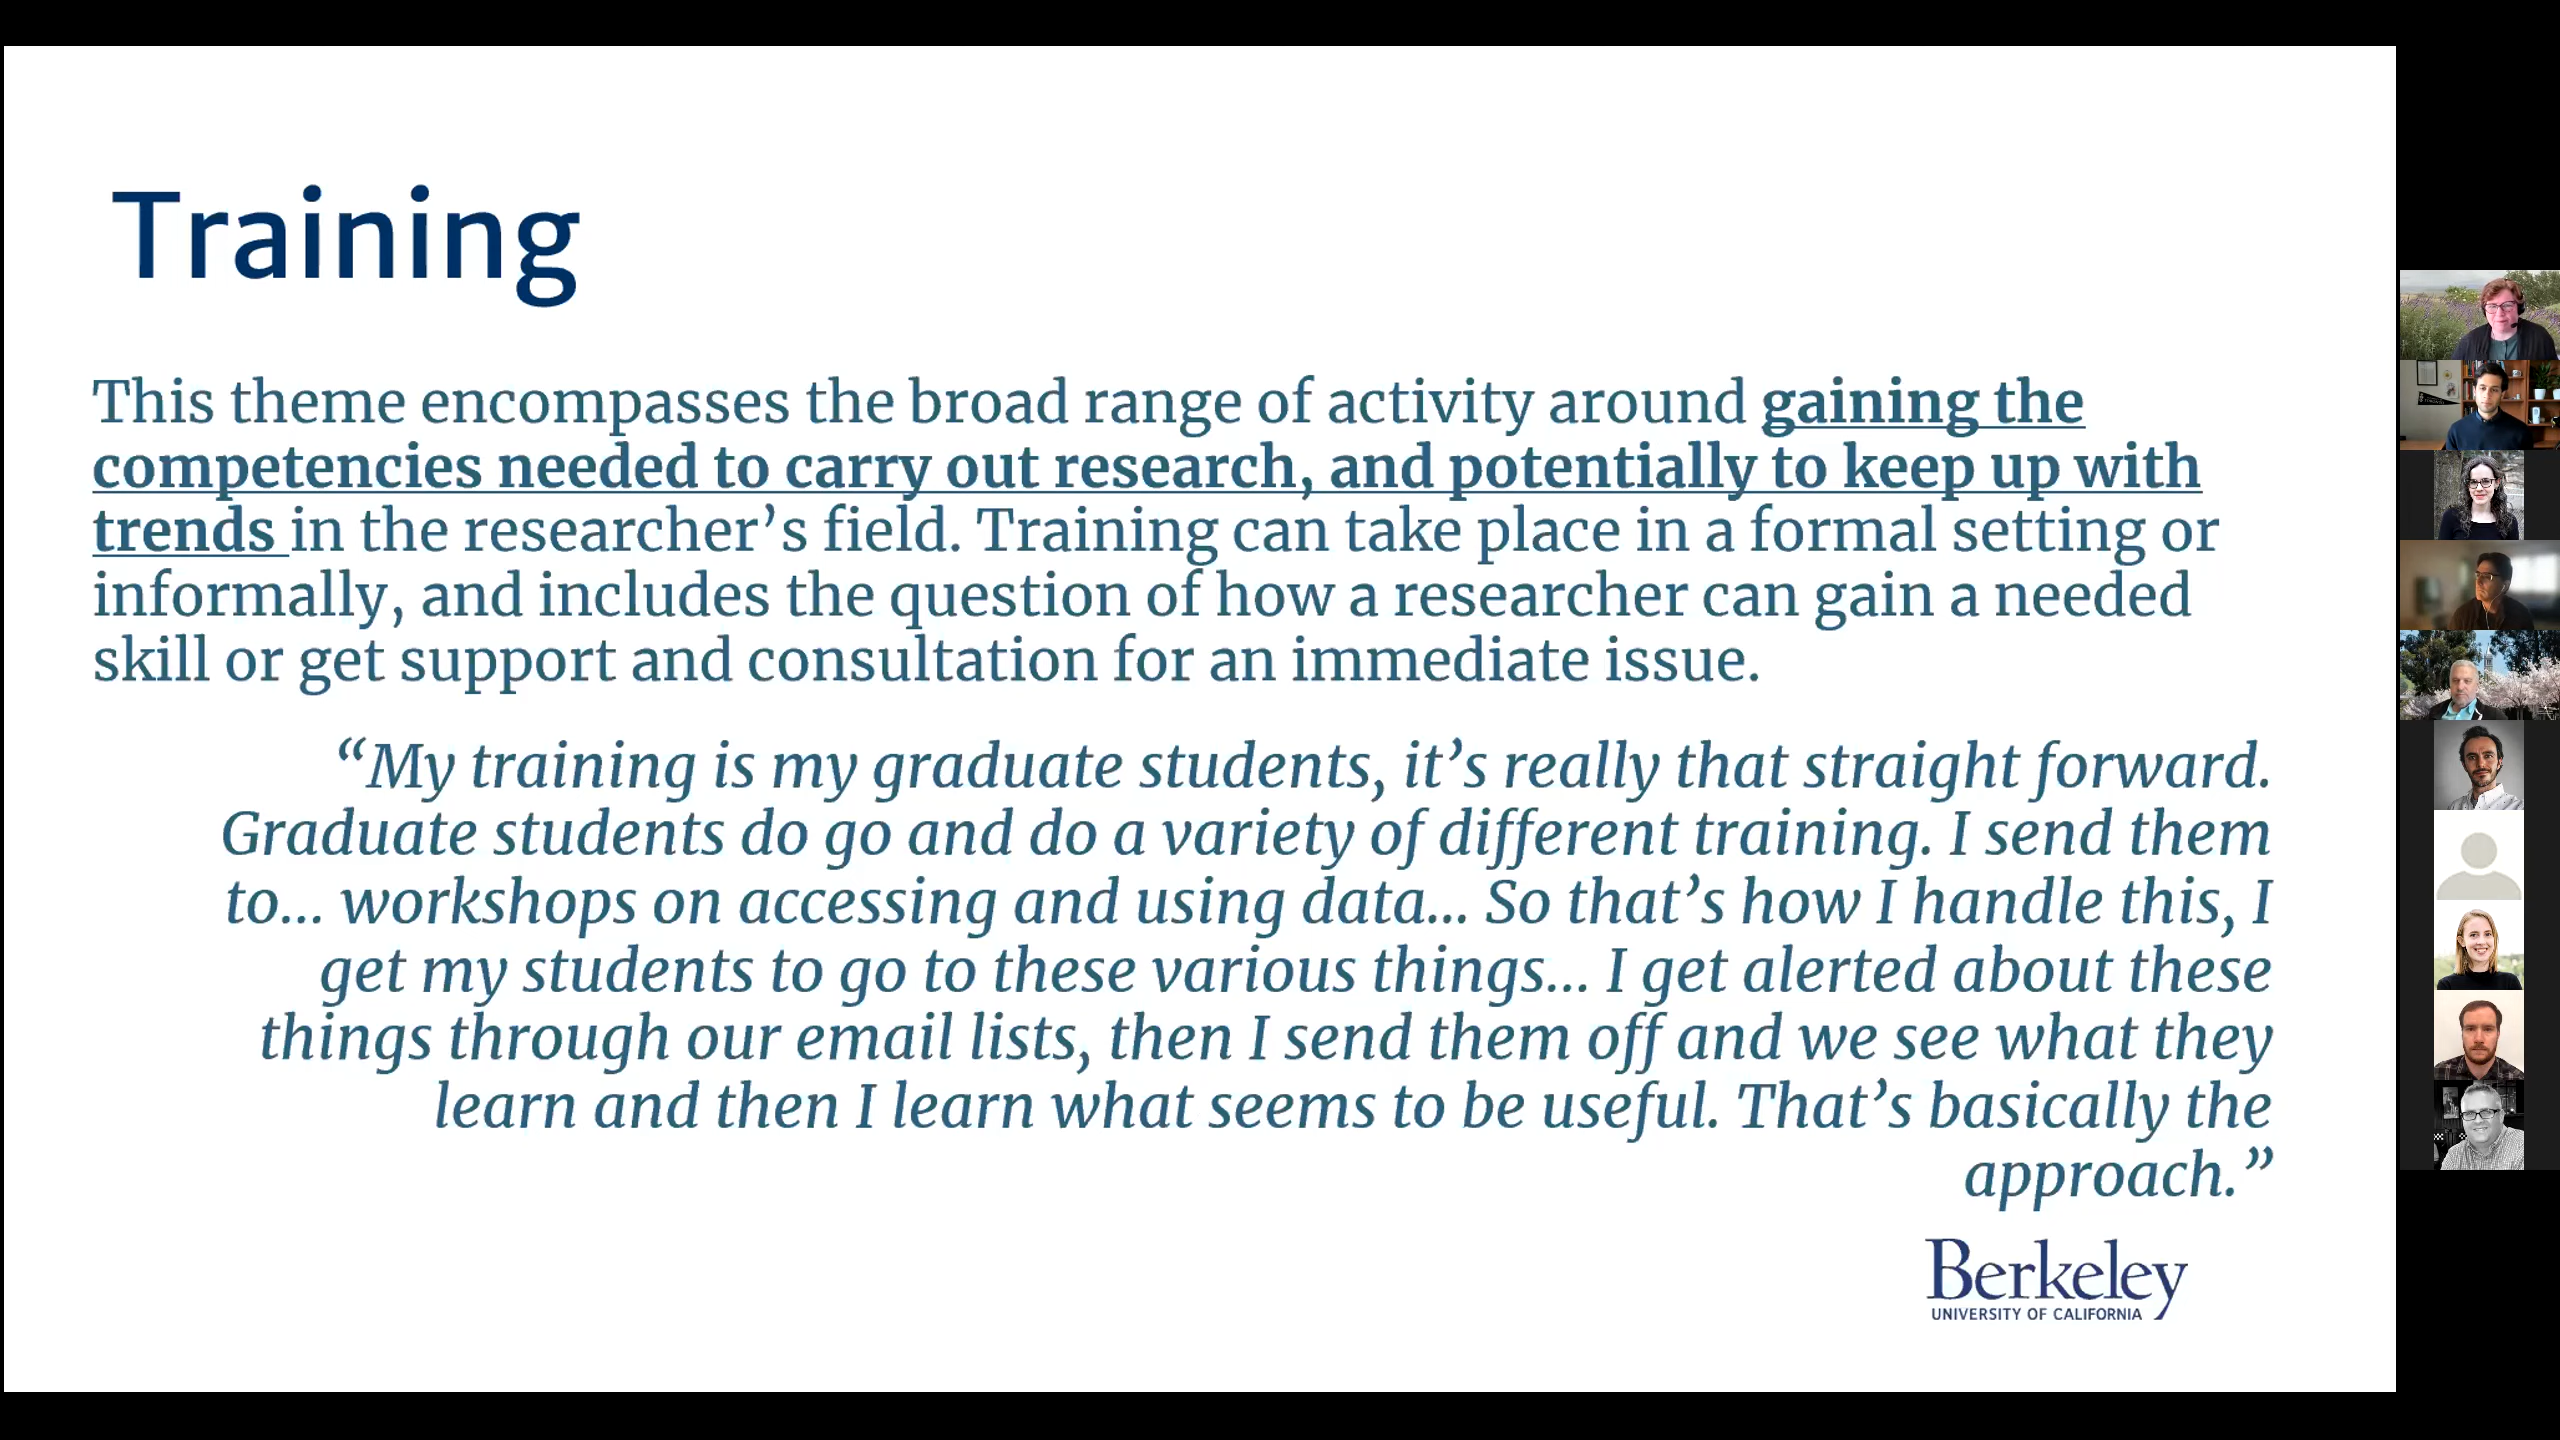 Training
This theme encompasses the broad range of activity around gaining the
competencies needed to carry out research, and potentially to keep up with
trends in the researcher’s field. Training can take place in a formal setting or
informally, and includes the question of how a researcher can gain a needed
skill or get support and consultation for an immediate issue.
“My training is my graduate students, it’s really that straight forward.
Graduate students do go and do a variety of different training. I send them
to... workshops on accessing and using data... So that’s how I handle this, I
get my students to go to these various things... I get alerted about these
things through our email lists, then I send them off and we see what they
learn and then I learn what seems to be useful. That’s basically the
approach.”
Berkeley
UNIVERSITY OF CALIFORNIA